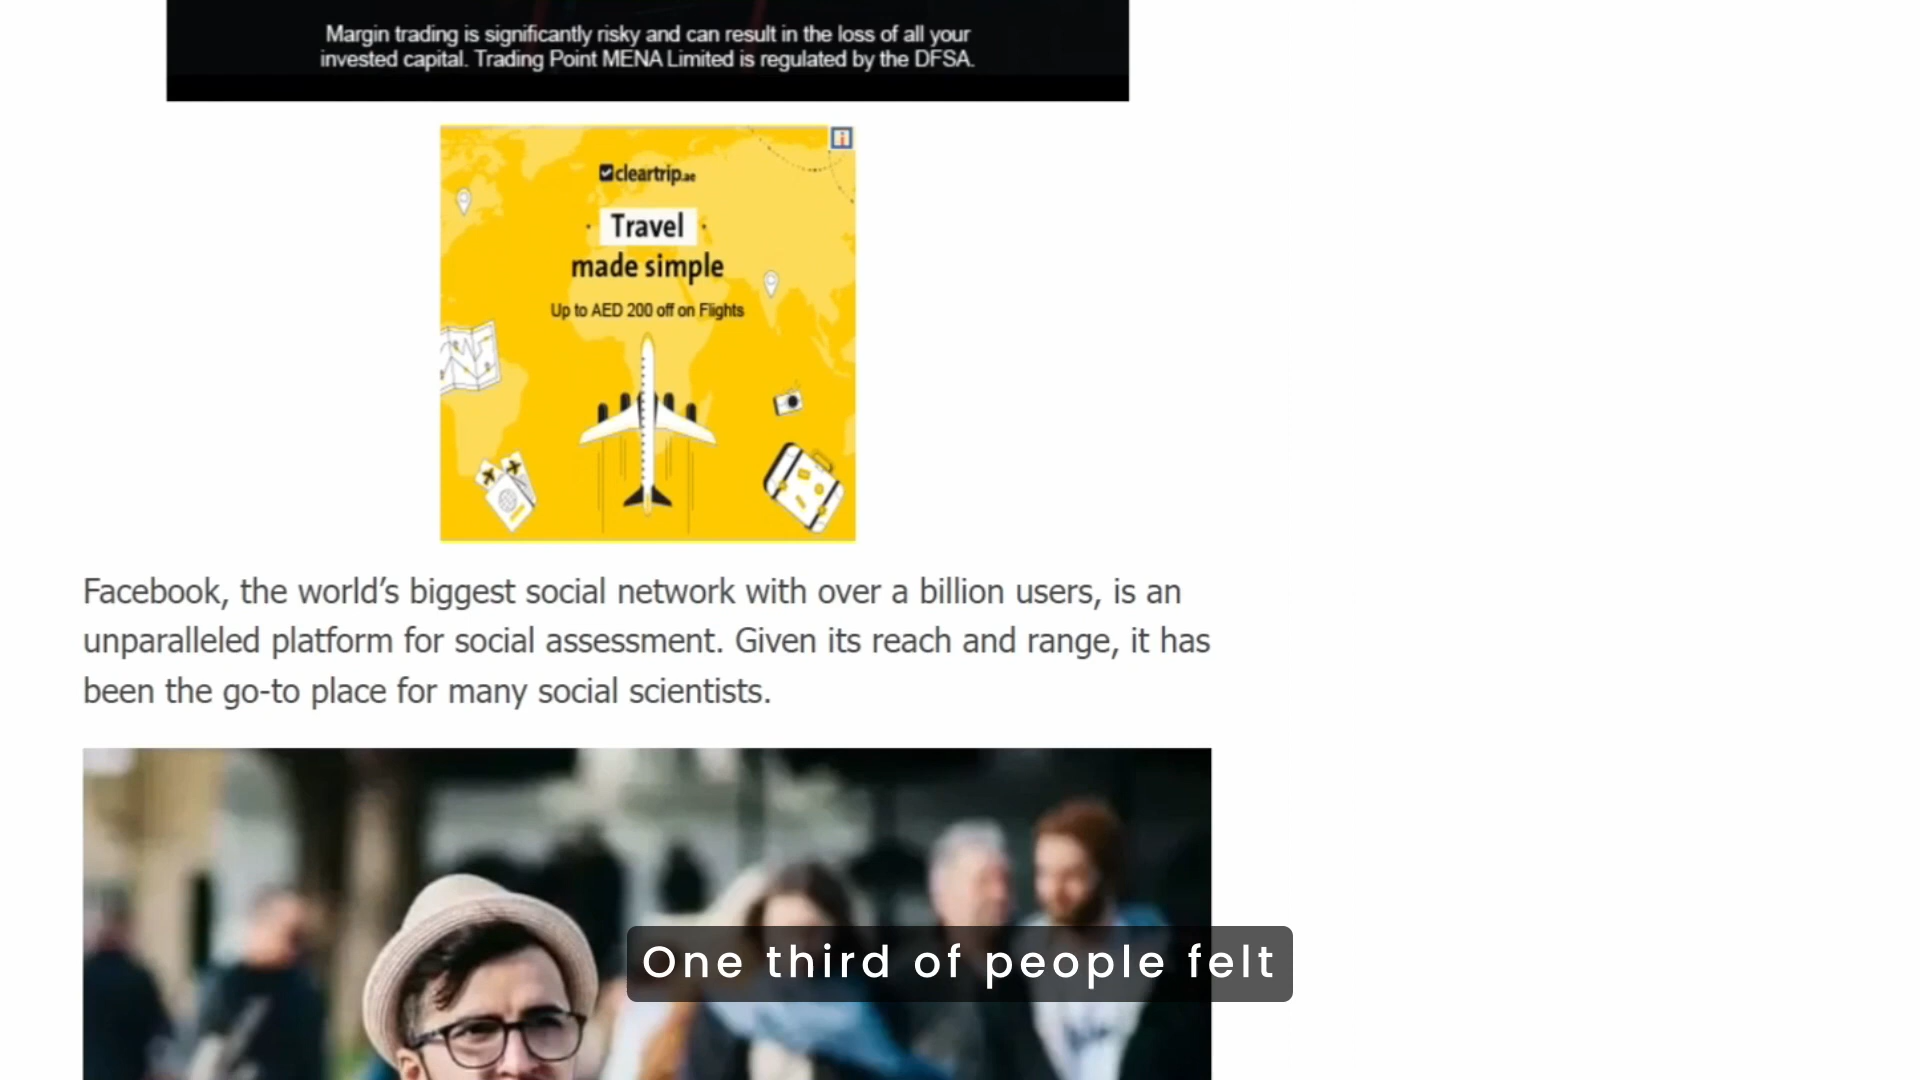 Margin trading is significantly risky and can result in the loss of all your
invested capital. Trading Point MENA Limited is regulated by the DFSA.
cleartrip.ae
Travel
made simple
Up to AED 200 off on Flights
Facebook, the world’s biggest social network with over a billion users, is an
unparalleled platform for social assessment. Given its reach and range, it has
been the go-to place for many social scientists.
One third of people felt